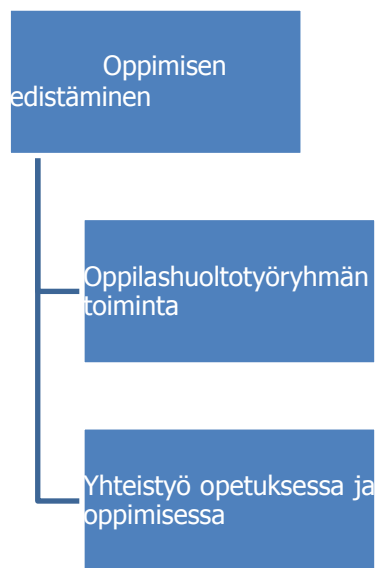 Oppimisen
edistäminen
Oppilashuoltotyöryhmän
toiminta
Yhteistyö opetuksessa ja
oppimisessa